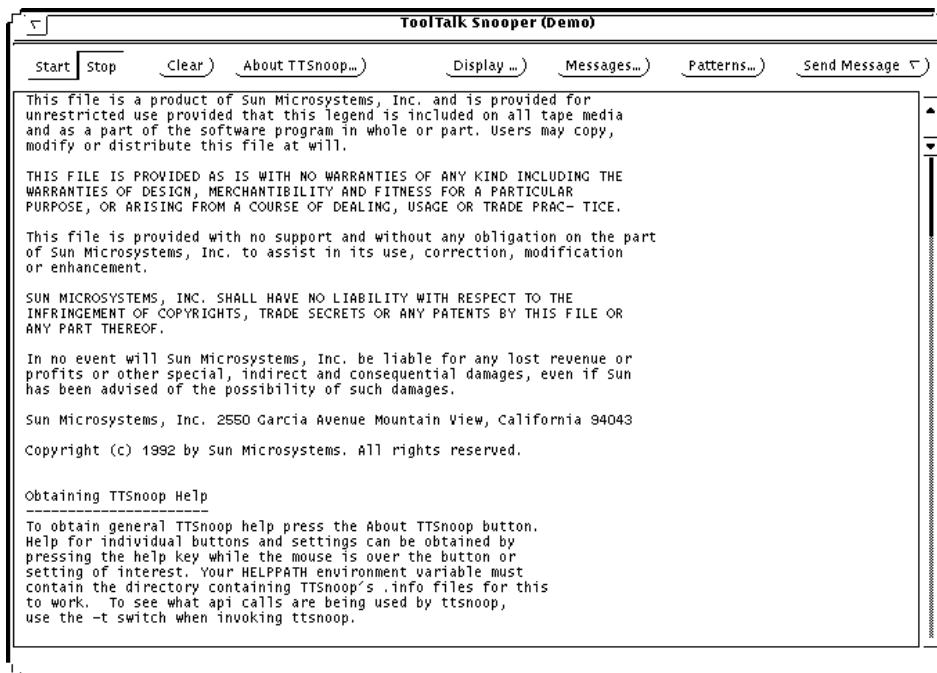 ToolTalk Snooper (Demo)
Start Stop Clear About TTSnoop... Display ... Messages... Patterns... Send Message
This file is a product of Sun Microsystems, Inc. and is provided for
unrestricted use provided that this legend is included on all tape media
and as a part of the software program in whole or part. Users may copy,
modify or distribute this file at will.
THIS FILE IS PROVIDED AS IS WITH NO WARRANTIES OF ANY KIND INCLUDING THE
WARRANTIES OF DESIGN, MERCHANTIBILITY AND FITNESS FOR A PARTICULAR
PURPOSE, OR ARISING FROM A COURSE OF DEALING, USAGE OR TRADE PRAC- TICE.
This file is provided with no support and without any obligation on the part
of Sun Microsystems, Inc. to assist in its use, correction, modification
or enhancement.
SUN MICROSYSTEMS, INC. SHALL HAVE NO LIABILITY WITH RESPECT TO THE
INFRINGEMENT OF COPYRIGHTS, TRADE SECRETS OR ANY PATENTS BY THIS FILE OR
ANY PART THEREOF.
In no event will Sun Microsystems, Inc. be liable for any lost revenue or
profits or other special, indirect and consequential damages, even if Sun
has been advised of the possibility of such damages.
Sun Microsystems, Inc. 2550 Garcia Avenue Mountain View, California 94043
Copyright (c) 1992 by Sun Microsystems. All rights reserved.
Obtaining TTSnoop Help
----------------------
To obtain general TTSnoop help press the About TTSnoop button.
Help for individual buttons and settings can be obtained by
pressing the help key while the mouse is over the button or
setting of interest. Your HELPPATH environment variable must
contain the directory containing TTSnoop's .info files for this
to work.  To see what api calls are being used by ttsnoop,
use the -t switch when invoking ttsnoop.